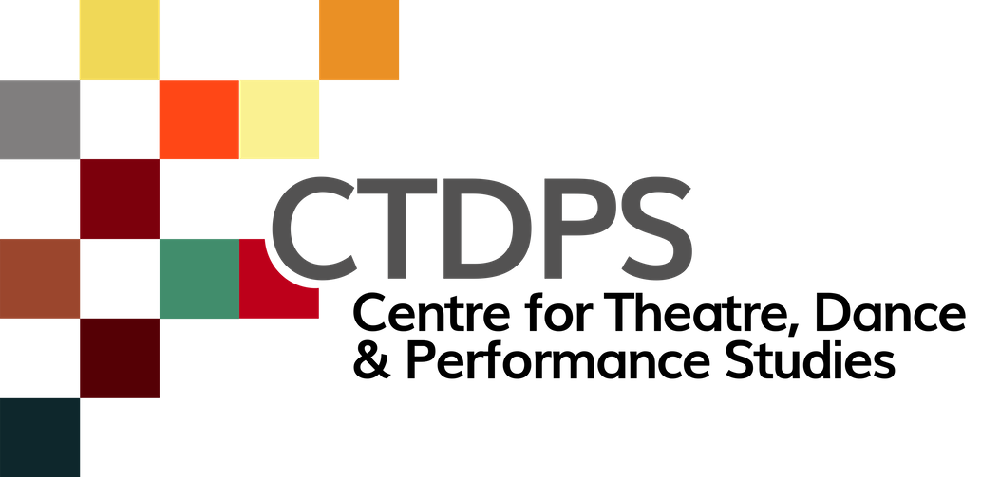 CTDPS
Centre for Theatre, Dance
& Performance Studies